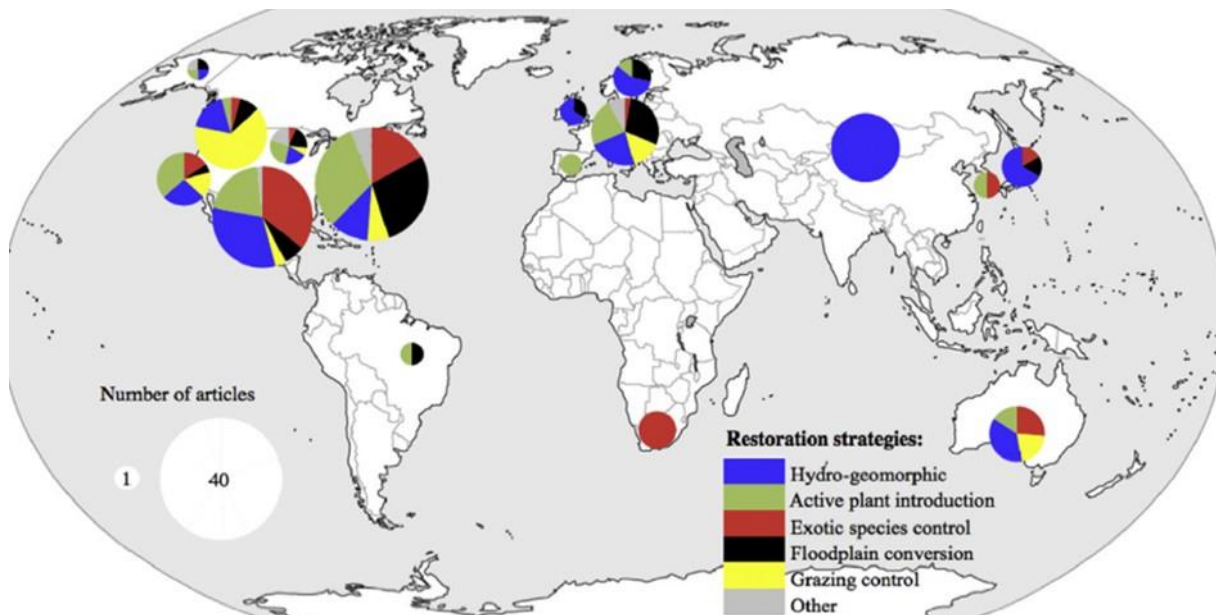 Number of articles
1
40
Restoration strategies:
Hydro-geomorphic
Active plant introduction
Exotic species control
Floodplain conversion
Grazing control
Other